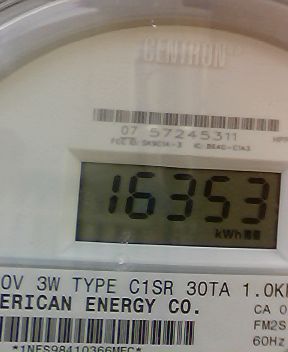 CENTRON
07 57245311
16353
kWh
0V 3W TYPE C1SR 30TA 1.0K
ERICAN ENERGY CO.
CA 0
FM2S
60Hz
*1NES98410366MEC*